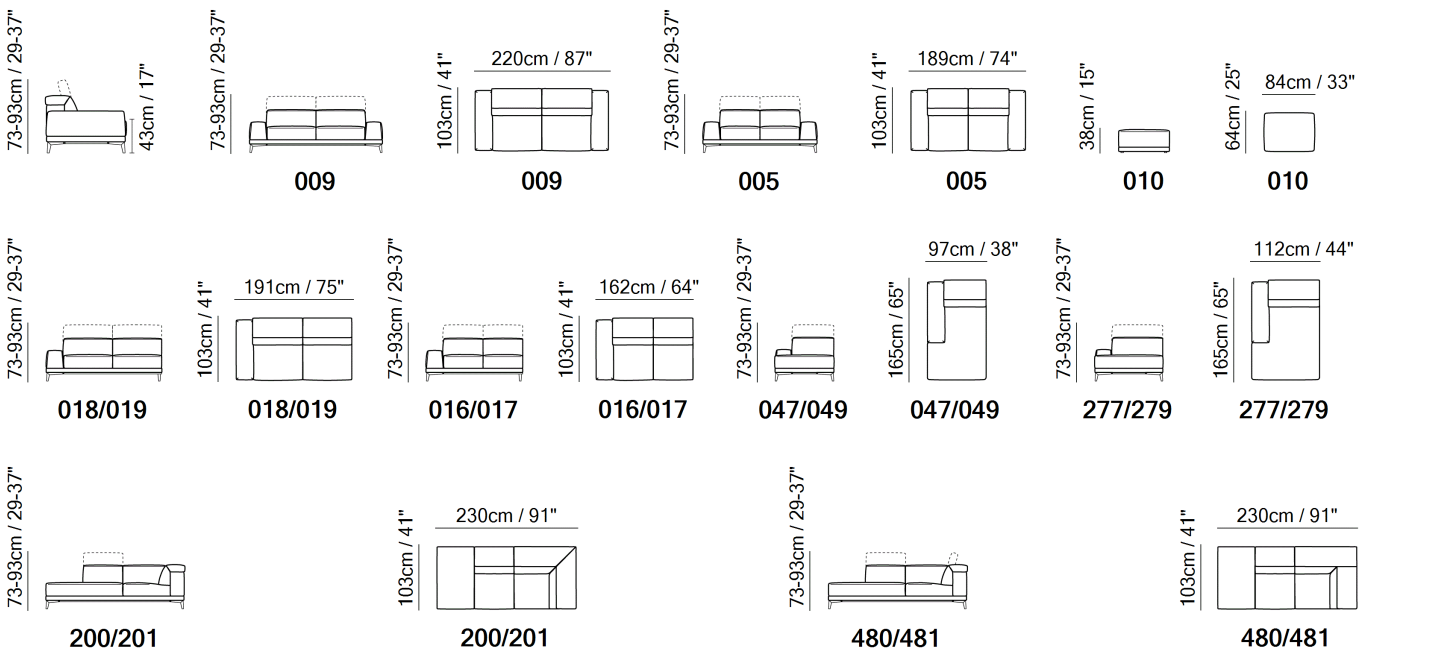 73-93cm / 29-37"
43cm / 17"
73-93cm / 29-37"
009
103cm / 41"
220cm / 87"
009
73-93cm / 29-37"
005
103cm / 41"
189cm / 74"
005
38cm / 15"
010
64cm / 25"
84cm / 33"
010
73-93cm / 29-37"
018/019
103cm / 41"
191cm / 75"
018/019
73-93cm / 29-37"
016/017
103cm / 41"
162cm / 64"
016/017
73-93cm / 29-37"
047/049
165cm / 65"
97cm / 38"
047/049
73-93cm / 29-37"
277/279
165cm / 65"
112cm / 44"
277/279
73-93cm / 29-37"
200/201
103cm / 41"
230cm / 91"
200/201
73-93cm / 29-37"
480/481
103cm / 41"
230cm / 91"
480/481